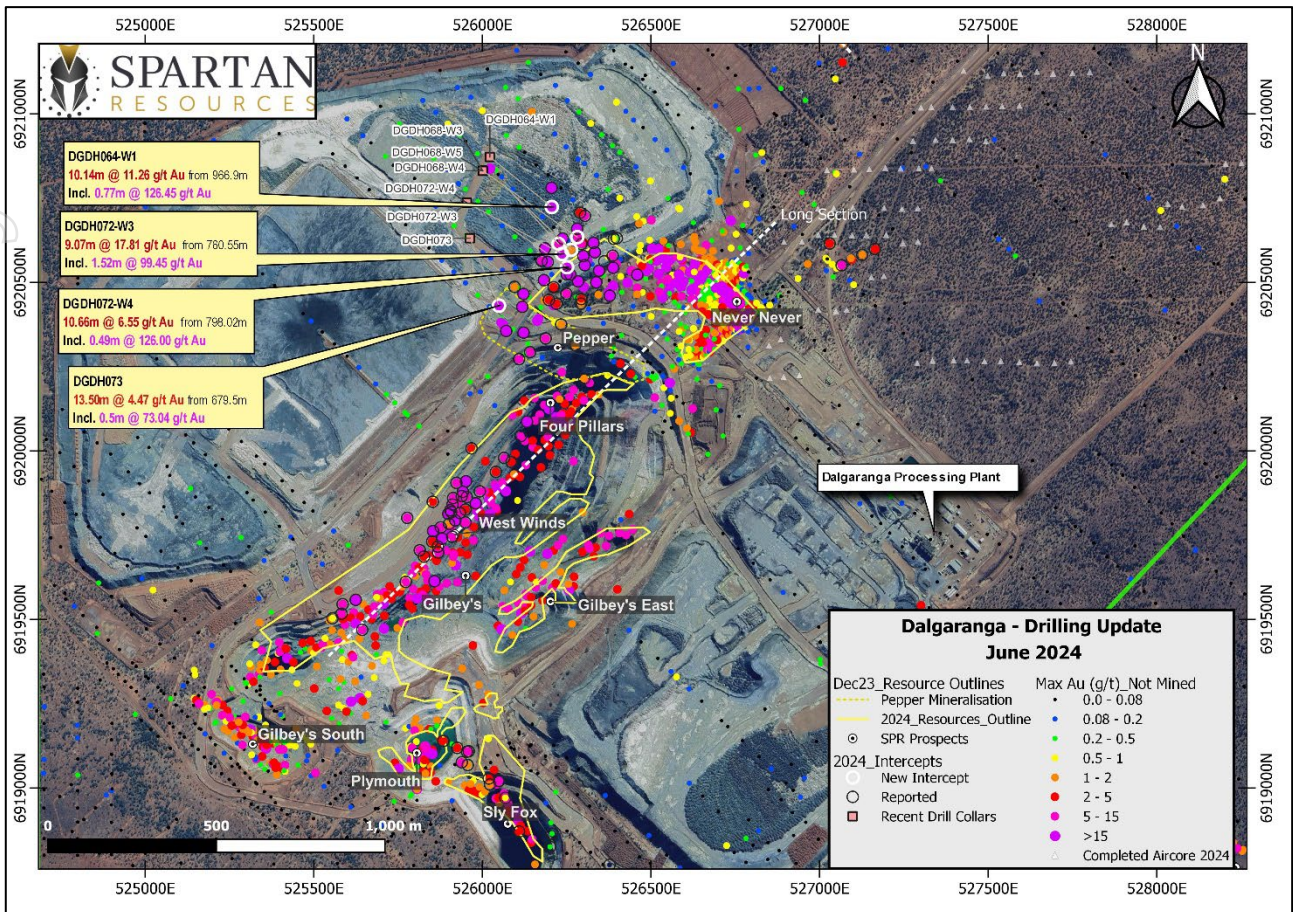 525000E
525500E
526000E
526500E
527000E
527500E
528000E
SPARTAN
RESOURCES
N
6921000N
6920500N
6920000N
6919500N
6919000N
6921000N
6920500N
6920000N
6919500N
6919000N
DGDH064-W1
10.14m @ 11.26 g/t Au from 966.9m
Incl. 0.77m @ 126.45 g/t Au
DGDH072-W3
9.07m @ 17.81 g/t Au from 760.55m
Incl. 1.52m @ 99.45 g/t Au
DGDH072-W4
10.66m @ 6.55 g/t Au from 798.02m
Incl. 0.49m @ 126.00 g/t Au
DGDH073
13.50m @ 4.47 g/t Au from 679.5m
Incl. 0.5m @ 73.04 g/t Au
DGDH064-W1
DGDH068-W3
DGDH068-W5
DGDH068-W4
DGDH072-W4
DGDH072-W3
DGDH073
Long Section
Never Never
Pepper
Four Pillars
West Winds
Gilbey's
Gilbey's East
Gilbey's South
Plymouth
Sly Fox
Dalgaranga Processing Plant
0 500 1,000 m
Dalgaranga - Drilling Update
June 2024
Dec23_Resource Outlines
Pepper Mineralisation
2024_Resources_Outline
SPR Prospects
2024_Intercepts
New Intercept
Reported
Recent Drill Collars
Max Au (g/t)_Not Mined
0.0 - 0.08
0.08 - 0.2
0.2 - 0.5
0.5 - 1
1 - 2
2 - 5
5 - 15
>15
Completed Aircore 2024
525000E
525500E
526000E
526500E
527000E
527500E
528000E